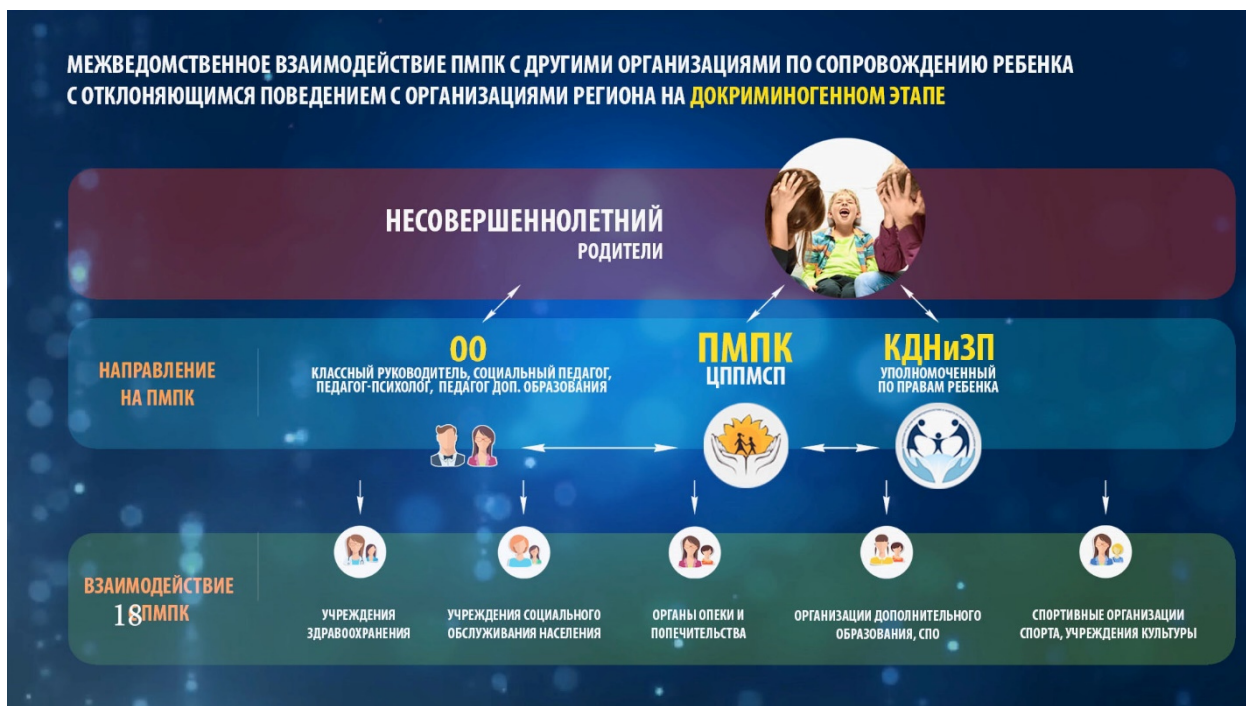 МЕЖВЕДОМСТВЕННОЕ ВЗАИМОДЕЙСТВИЕ ПМПК С ДРУГИМИ ОРГАНИЗАЦИЯМИ ПО СОПРОВОЖДЕНИЮ РЕБЕНКА
С ОТКЛОНЯЮЩИМСЯ ПОВЕДЕНИЕМ С ОРГАНИЗАЦИЯМИ РЕГИОНА НА ДОКРИМИНОГЕННОМ ЭТАПЕ
НЕСОВЕРШЕННОЛЕТНИЙ
РОДИТЕЛИ
НАПРАВЛЕНИЕ
НА ПМПК
ОО
КЛАССНЫЙ РУКОВОДИТЕЛЬ, СОЦИАЛЬНЫЙ ПЕДАГОГ,
ПЕДАГОГ-ПСИХОЛОГ, ПЕДАГОГ ДОП. ОБРАЗОВАНИЯ
ПМПК
ЦППМСП
КДНиЗП
УПОЛНОМОЧЕННЫЙ
ПО ПРАВАМ РЕБЕНКА
ВЗАИМОДЕЙСТВИЕ
18 ПМПК
УЧРЕЖДЕНИЯ
ЗДРАВООХРАНЕНИЯ
УЧРЕЖДЕНИЯ СОЦИАЛЬНОГО
ОБСЛУЖИВАНИЯ НАСЕЛЕНИЯ
ОРГАНЫ ОПЕКИ И
ПОПЕЧИТЕЛЬСТВА
ОРГАНИЗАЦИИ ДОПОЛНИТЕЛЬНОГО
ОБРАЗОВАНИЯ, СПО
СПОРТИВНЫЕ ОРГАНИЗАЦИИ
СПОРТА, УЧРЕЖДЕНИЯ КУЛЬТУРЫ